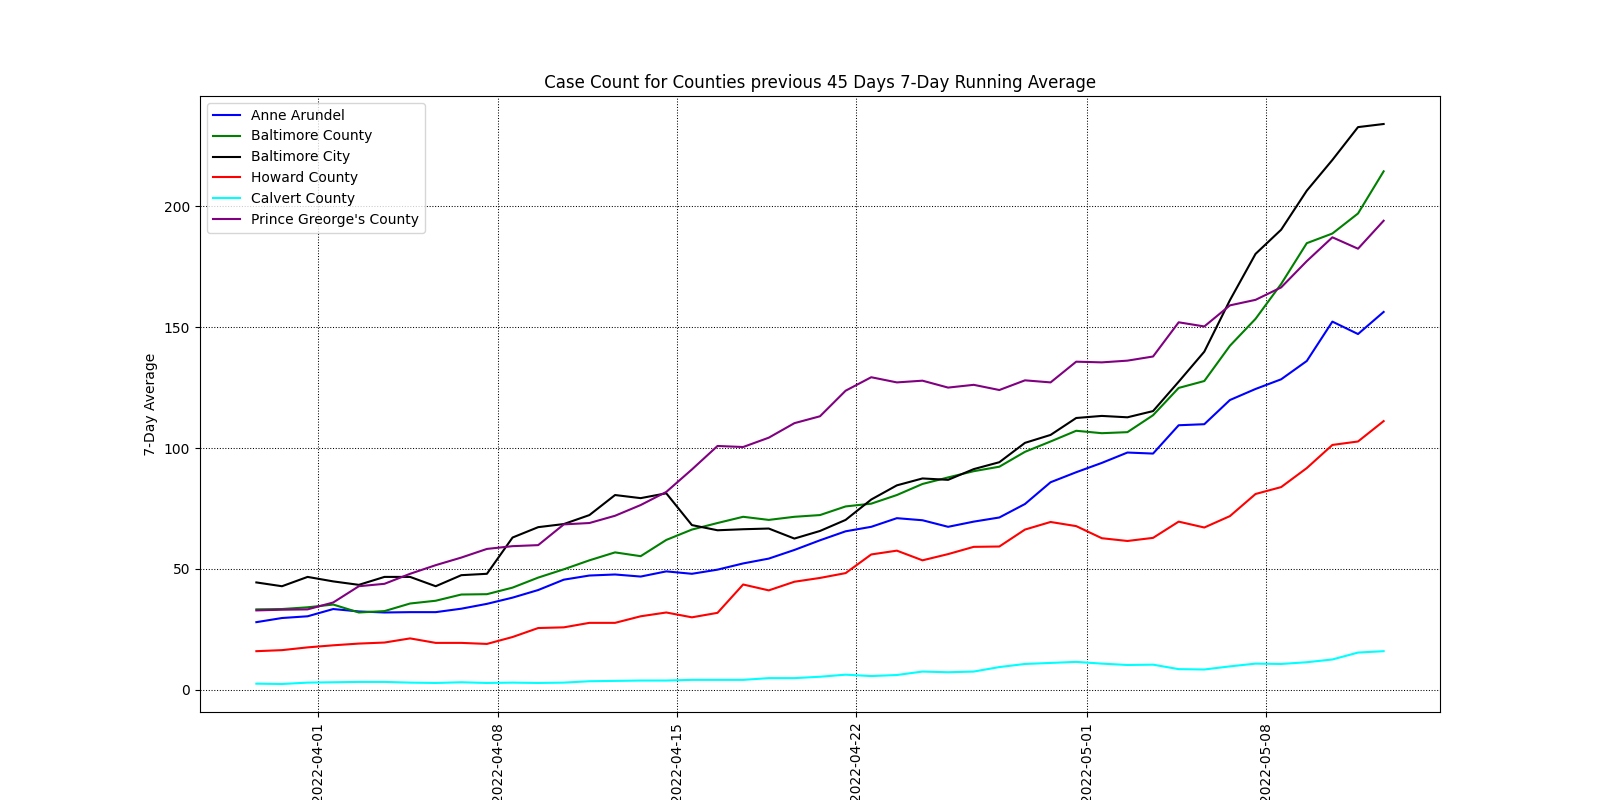 Case Count for Counties previous 45 Days 7-Day Running Average
Anne Arundel
Baltimore County
Baltimore City
Howard County
Calvert County
Prince Greorge's County
7-Day Average
200
150
100
50
0
2022-04-01
2022-04-08
2022-04-15
2022-04-22
2022-05-01
2022-05-08